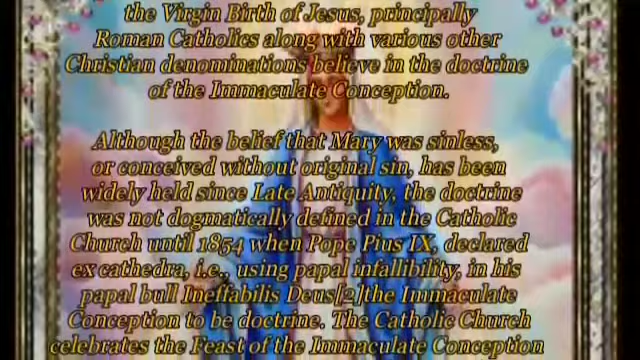 the Virgin Birth of Jesus, principally
Roman Catholics along with various other
Christian denominations believe in the doctrine
of the Immaculate Conception.
Although the belief that Mary was sinless,
or conceived without original sin, has been
widely held since Late Antiquity, the doctrine
was not dogmatically defined in the Catholic
Church until 1854 when Pope Pius IX, declared
ex cathedra, i.e., using papal infallibility, in his
papal bull Ineffabilis Deus[2]the Immaculate
Conception to be doctrine. The Catholic Church
celebrates the Feast of the Immaculate Conception